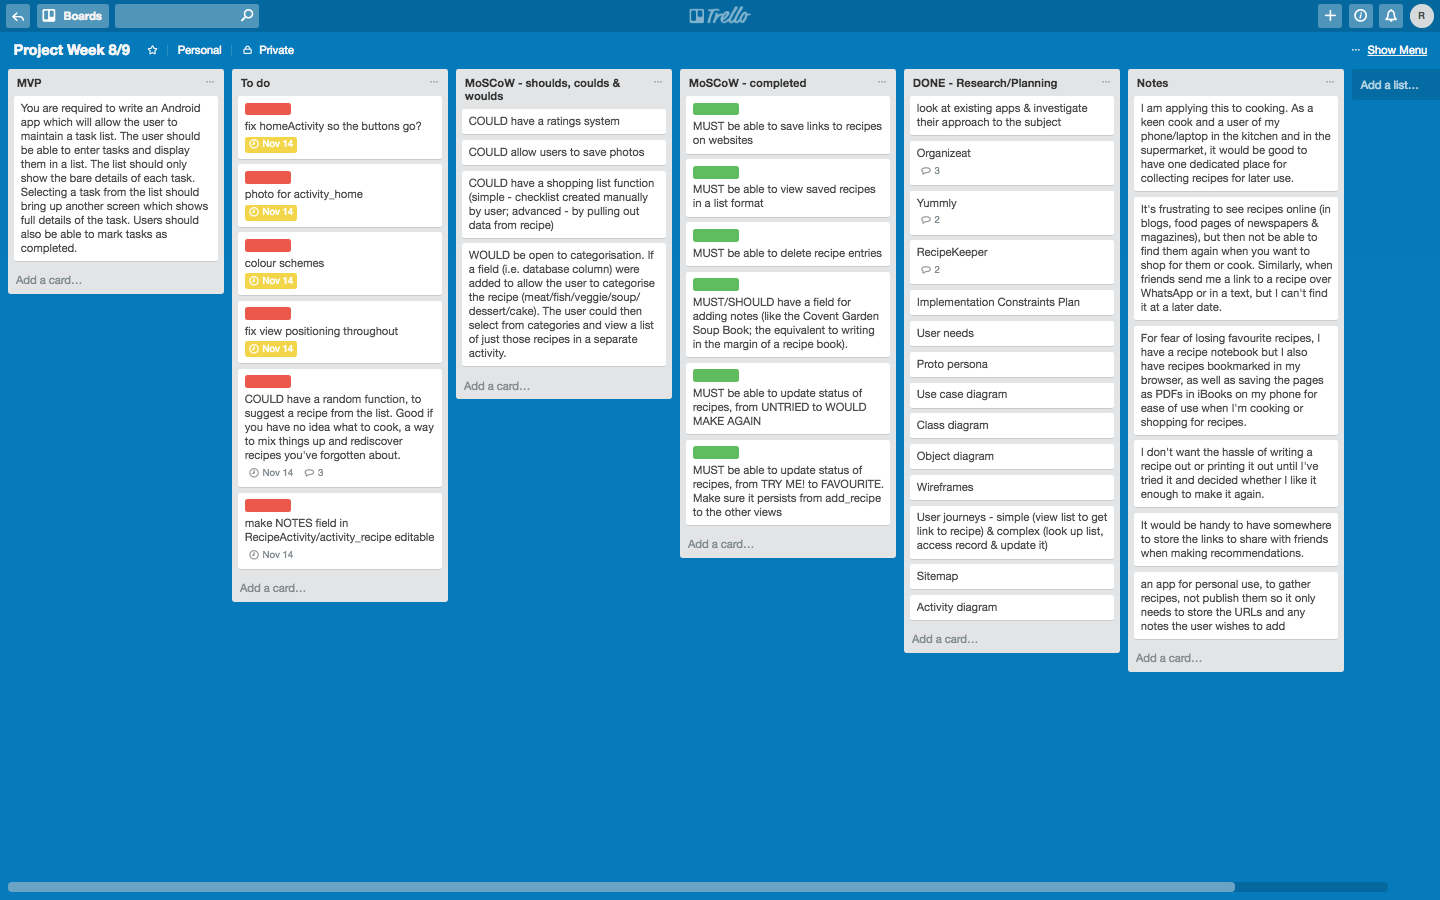 Boards
Trello
R
Project Week 8/9
Personal
Private
... Show Menu
MVP
You are required to write an Android
app which will allow the user to
maintain a task list. The user should
be able to enter tasks and display
them in a list. The list should only
show the bare details of each task.
Selecting a task from the list should
bring up another screen which shows
full details of the task. Users should
also be able to mark tasks as
completed.
Add a card...
To do
fix homeActivity so the buttons go?
Nov 14
photo for activity_home
Nov 14
colour schemes
Nov 14
fix view positioning throughout
Nov 14
COULD have a random function, to
suggest a recipe from the list. Good if
you have no idea what to cook, a way
to mix things up and rediscover
recipes you've forgotten about.
Nov 14 3
make NOTES field in
RecipeActivity/activity_recipe editable
Nov 14
Add a card...
MoSCoW - shoulds, coulds &
woulds
COULD have a ratings system
COULD allow users to save photos
COULD have a shopping list function
(simple - checklist created manually
by user; advanced - by pulling out
data from recipe)
WOULD be open to categorisation. If
a field (i.e. database column) were
added to allow the user to categorise
the recipe (meat/fish/veggie/soup/
dessert/cake). The user could then
select from categories and view a list
of just those recipes in a separate
activity.
Add a card...
MoSCoW - completed
MUST be able to save links to recipes
on websites
MUST be able to view saved recipes
in a list format
MUST be able to delete recipe entries
MUST/SHOULD have a field for
adding notes (like the Covent Garden
Soup Book; the equivalent to writing
in the margin of a recipe book).
MUST be able to update status of
recipes, from UNTRIED to WOULD
MAKE AGAIN
MUST be able to update status of
recipes, from TRY ME! to FAVOURITE.
Make sure it persists from add_recipe
to the other views
Add a card...
DONE - Research/Planning
look at existing apps & investigate
their approach to the subject
Organizeat
3
Yummly
2
RecipeKeeper
2
Implementation Constraints Plan
User needs
Proto persona
Use case diagram
Class diagram
Object diagram
Wireframes
User journeys - simple (view list to get
link to recipe) & complex (look up list,
access record & update it)
Sitemap
Activity diagram
Add a card...
Notes
I am applying this to cooking. As a
keen cook and a user of my
phone/laptop in the kitchen and in the
supermarket, it would be good to
have one dedicated place for
collecting recipes for later use.
It's frustrating to see recipes online (in
blogs, food pages of newspapers &
magazines), but then not be able to
find them again when you want to
shop for them or cook. Similarly, when
friends send me a link to a recipe over
WhatsApp or in a text, but I can't find
it at a later date.
For fear of losing favourite recipes, I
have a recipe notebook but I also
have recipes bookmarked in my
browser, as well as saving the pages
as PDFs in iBooks on my phone for
ease of use when I'm cooking or
shopping for recipes.
I don't want the hassle of writing a
recipe out or printing it out until I've
tried it and decided whether I like it
enough to make it again.
It would be handy to have somewhere
to store the links to share with friends
when making recommendations.
an app for personal use, to gather
recipes, not publish them so it only
needs to store the URLs and any
notes the user wishes to add
Add a card...
Add a list...